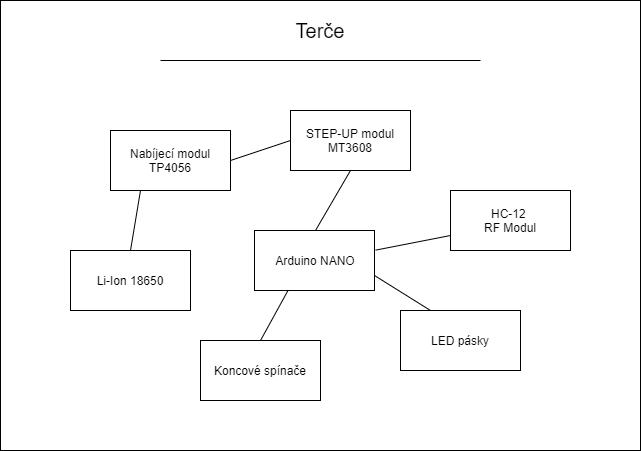 Terče
STEP-UP modul
MT3608
Nabíjecí modul
TP4056
HC-12
RF Modul
Arduino NANO
Li-Ion 18650
LED pásky
Koncové spínače